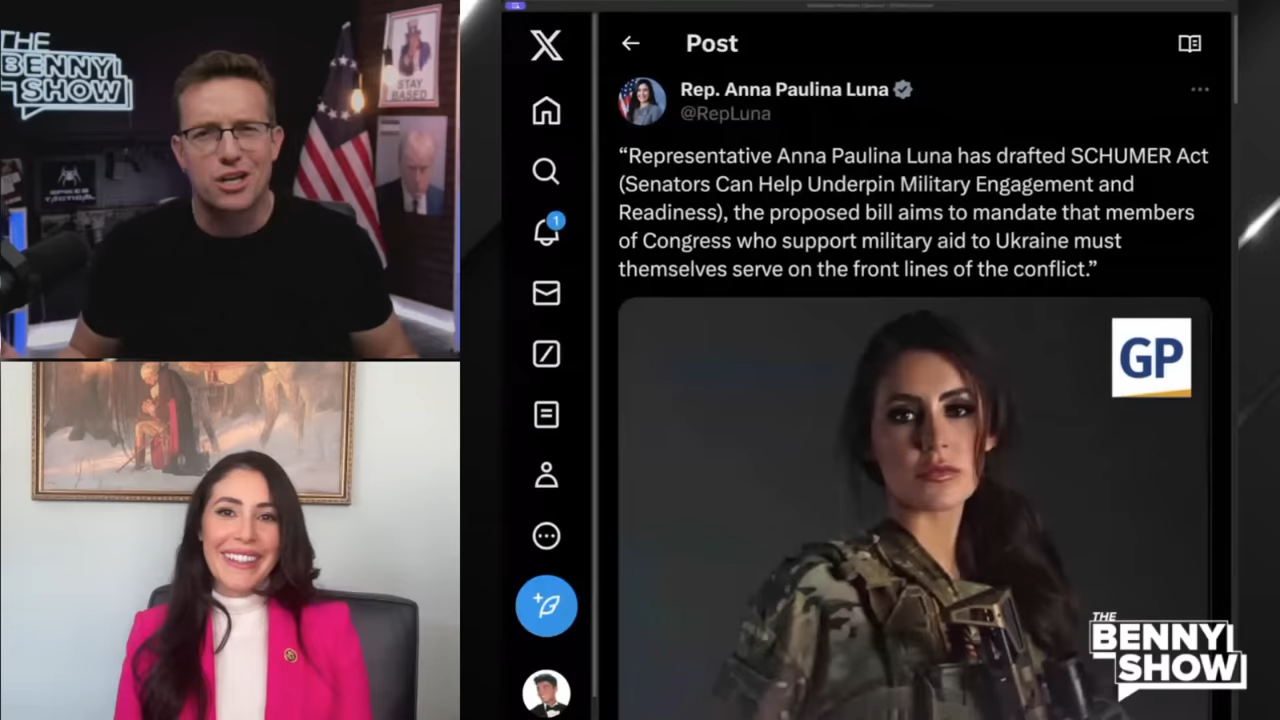 THE
BENNY
SHOW
STAY
BASED
Post
Rep. Anna Paulina Luna
@RepLuna
“Representative Anna Paulina Luna has drafted SCHUMER Act
(Senators Can Help Underpin Military Engagement and
Readiness), the proposed bill aims to mandate that members
of Congress who support military aid to Ukraine must
themselves serve on the front lines of the conflict.”
1
GP
THE
BENNY
SHOW